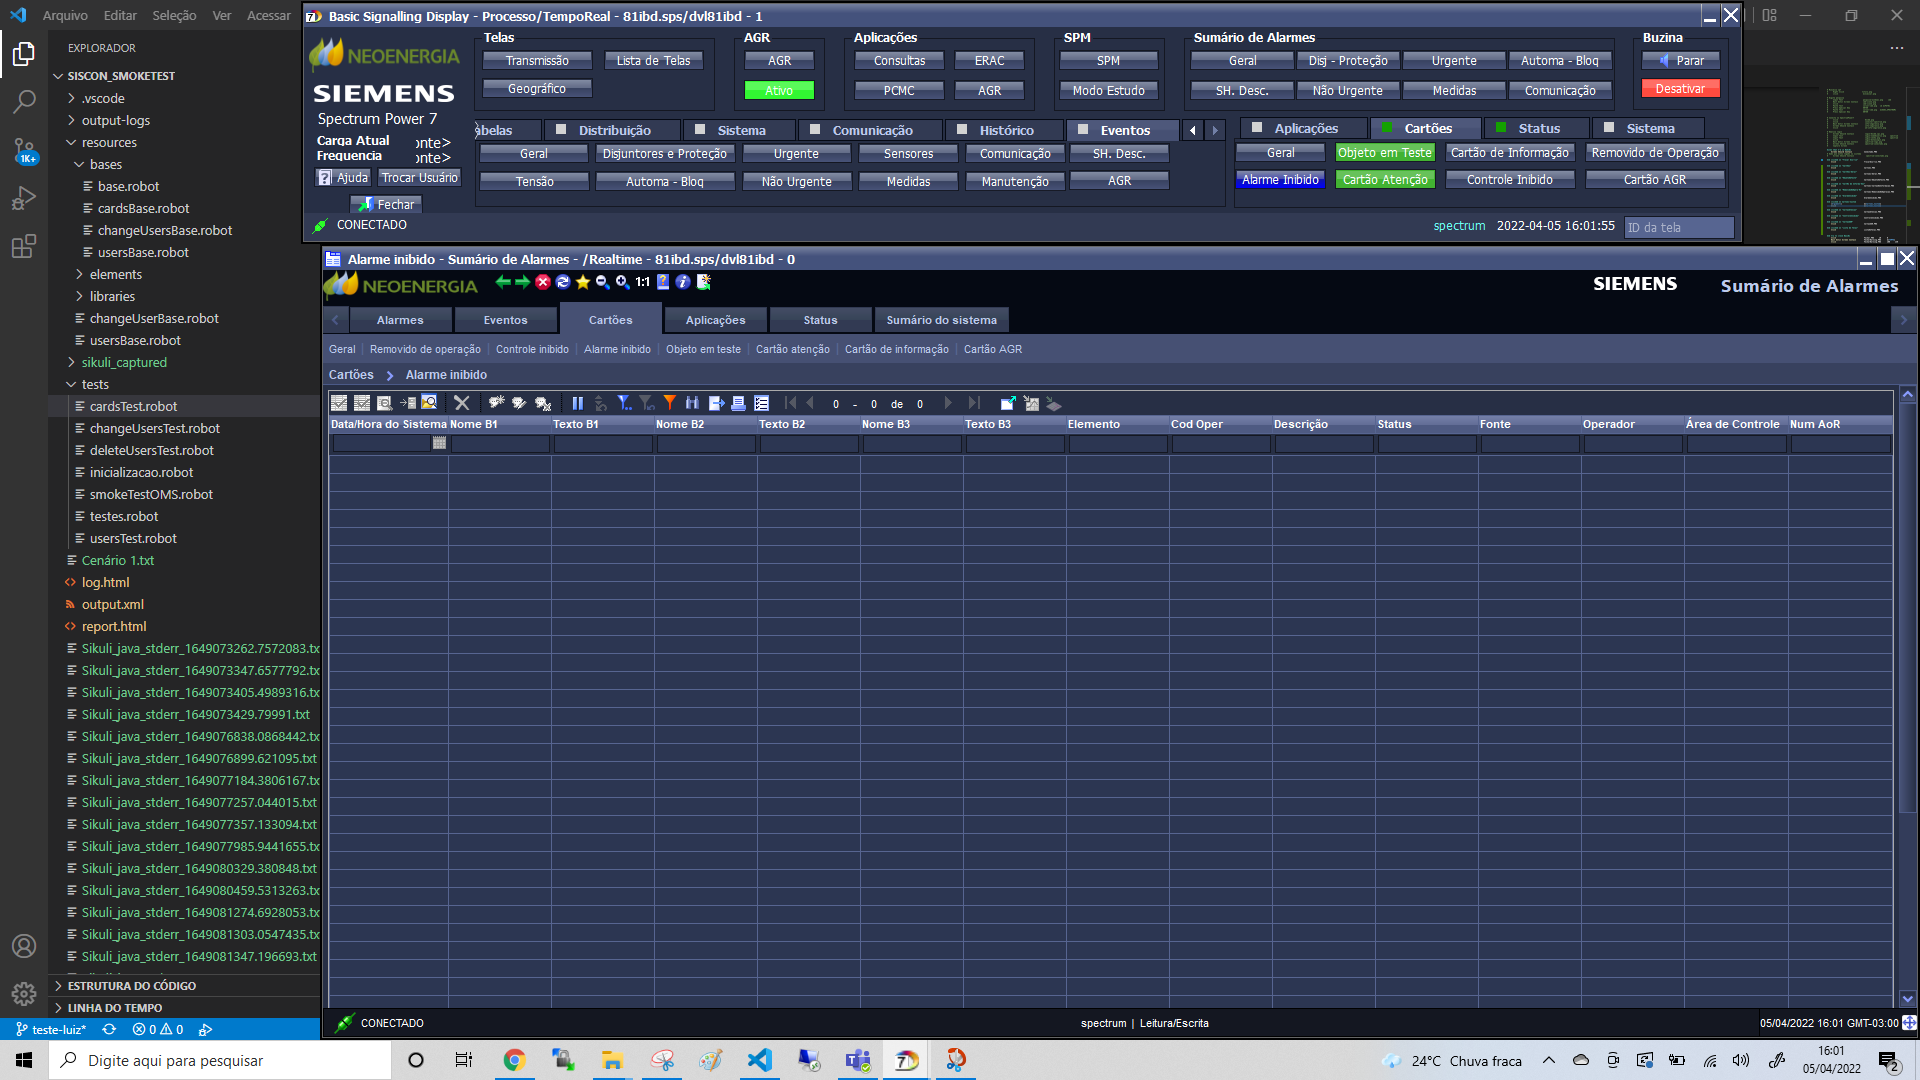 Arquivo Editar Seleção Ver Acessar
Basic Signalling Display - Processo/TempoReal - 81ibd.sps/dvl81ibd - 1
EXPLORADOR
SISCON_SMOKETEST
.vscode
output-logs
resources
bases
base.robot
cardsBase.robot
changeUsersBase.robot
usersBase.robot
elements
libraries
changeUserBase.robot
usersBase.robot
sikuli_captured
tests
cardsTest.robot
changeUsersTest.robot
deleteUsersTest.robot
inicializacao.robot
smokeTestOMS.robot
testes.robot
usersTest.robot
Cenário 1.txt
log.html
output.xml
report.html
Sikuli_java_stderr_1649073262.7572083.tx
Sikuli_java_stderr_1649073347.6577792.tx
Sikuli_java_stderr_1649073405.4989316.tx
Sikuli_java_stderr_1649073429.79991.txt
Sikuli_java_stderr_1649076838.0868442.tx
Sikuli_java_stderr_1649076899.621095.txt
Sikuli_java_stderr_1649077184.3806167.tx
Sikuli_java_stderr_1649077257.044015.txt
Sikuli_java_stderr_1649077357.133094.txt
Sikuli_java_stderr_1649077985.9441655.tx
Sikuli_java_stderr_1649080329.380848.txt
Sikuli_java_stderr_1649080459.5313263.tx
Sikuli_java_stderr_1649081274.6928053.tx
Sikuli_java_stderr_1649081303.0547435.tx
Sikuli_java_stderr_1649081347.196693.txt
ESTRUTURA DO CÓDIGO
LINHA DO TEMPO
1K+
teste-luiz* 0 0
NEOENERGIA
SIEMENS
Spectrum Power 7
Carga Atual onte>
Frequencia onte>
Ajuda Trocar Usuário
Fechar
CONECTADO
Telas
Transmissão Lista de Telas
Geográfico
AGR
AGR
Ativo
Aplicações
Consultas ERAC
PCMC AGR
SPM
SPM
Modo Estudo
Sumário de Alarmes
Geral Disj - Proteção Urgente Automa - Bloq
SH. Desc. Não Urgente Medidas Comunicação
Buzina
Parar
Desativar
abelas Distribuição Sistema Comunicação Histórico Eventos
Geral Disjuntores e Proteção Urgente Sensores Comunicação SH. Desc.
Tensão Automa - Bloq Não Urgente Medidas Manutenção AGR
Aplicações Cartões Status Sistema
Geral Objeto em Teste Cartão de Informação Removido de Operação
Alarme Inibido Cartão Atenção Controle Inibido Cartão AGR
spectrum 2022-04-05 16:01:55 ID da tela
Alarme inibido - Sumário de Alarmes - /Realtime - 81ibd.sps/dvl81ibd - 0
NEOENERGIA 1:1 SIEMENS Sumário de Alarmes
Alarmes Eventos Cartões Aplicações Status Sumário do sistema
Geral Removido de operação Controle inibido Alarme inibido Objeto em teste Cartão atenção Cartão de informação Cartão AGR
Cartões Alarme inibido
0 - 0 de 0
Data/Hora do Sistema Nome B1 Texto B1 Nome B2 Texto B2 Nome B3 Texto B3 Elemento Cod Oper Descrição Status Fonte Operador Área de Controle Num AoR
CONECTADO spectrum | Leitura/Escrita 05/04/2022 16:01 GMT-03:00
Digite aqui para pesquisar
24°C Chuva fraca
16:01
05/04/2022
2